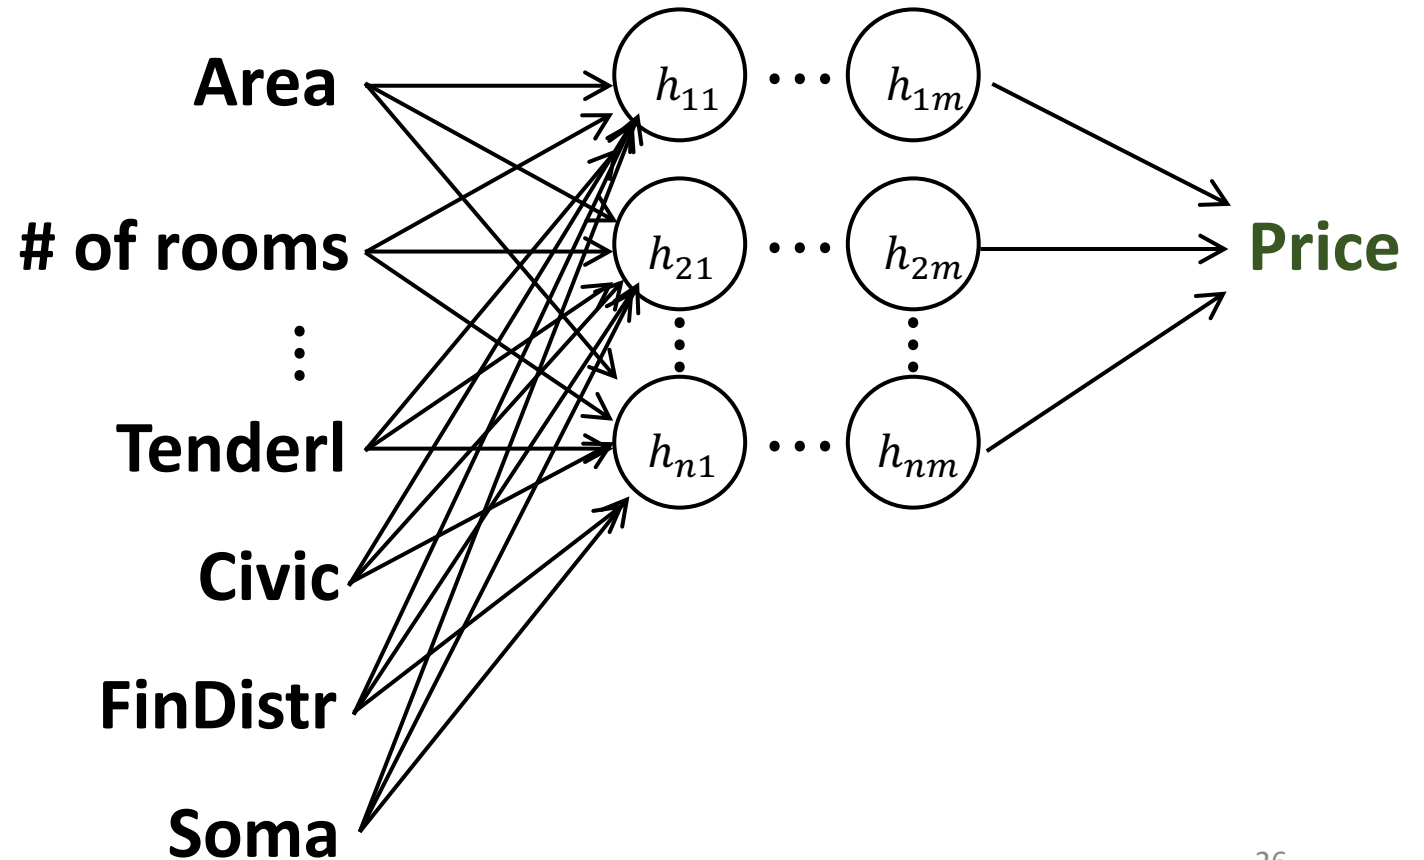 Area
# of rooms
⋮
Tenderl
Civic
FinDistr
Soma
h₁₁ ⋯ h₁ₘ
h₂₁ ⋯ h₂ₘ
⋮ ⋮
hₙ₁ ⋯ hₙₘ
Price